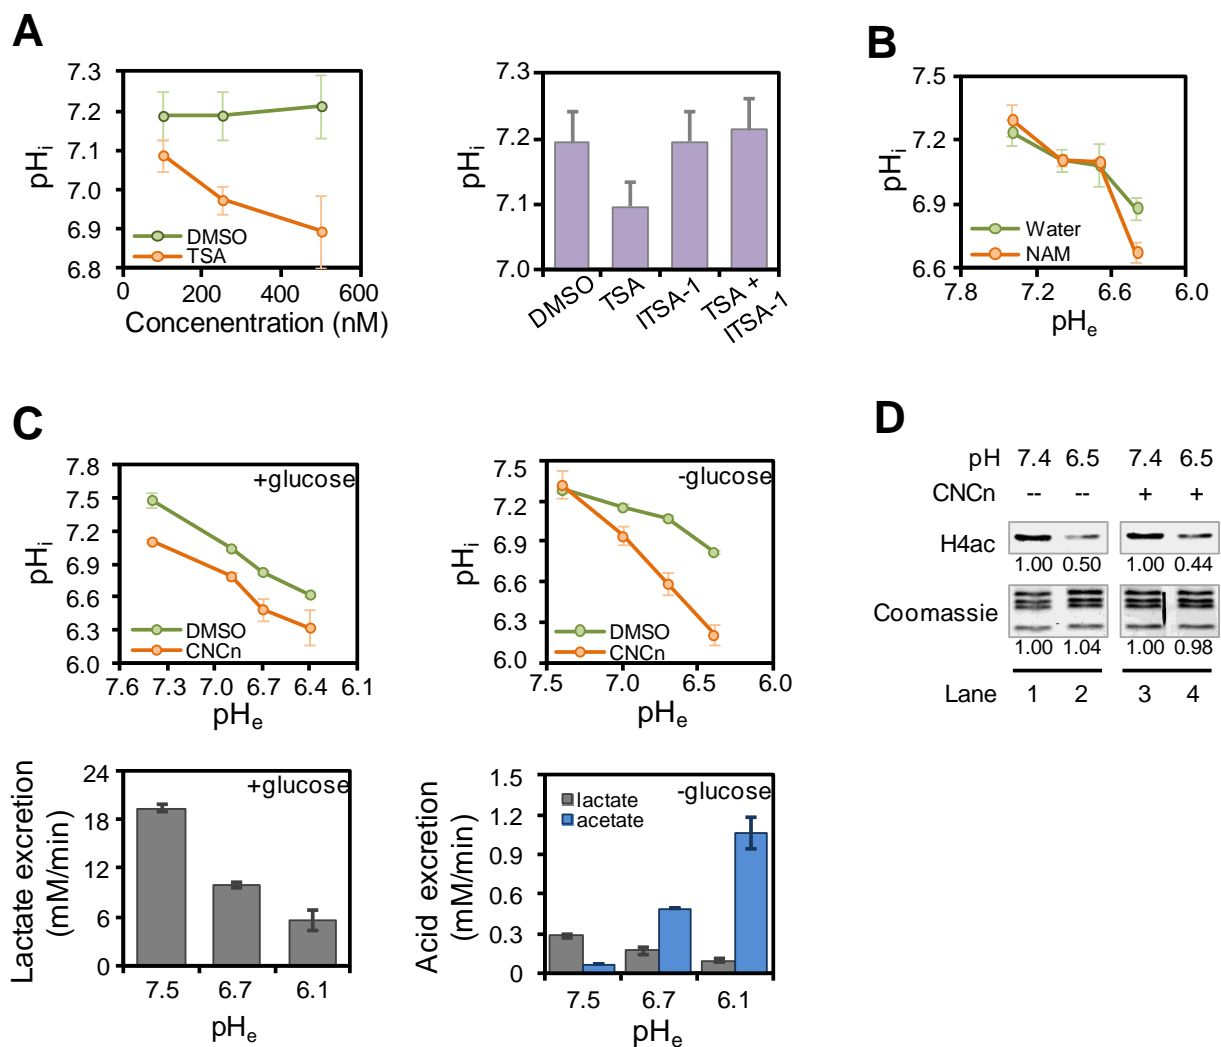 A
7.3
7.2
7.1
7.0
6.9
6.8
pHi
DMSO
TSA
0
200
400
600
Concenentration (nM)
7.3
7.2
7.1
7.0
pHi
DMSO
TSA
ITSA-1
TSA +
ITSA-1
B
7.5
7.2
6.9
6.6
pHi
Water
NAM
7.8
7.2
6.6
6.0
pHe
C
+glucose
7.8
7.5
7.2
6.9
6.6
6.3
6.0
pHi
DMSO
CNCn
7.6
7.3
7.0
6.7
6.4
6.1
pHe
-glucose
7.5
7.2
6.9
6.6
6.3
6.0
pHi
DMSO
CNCn
7.5
7.0
6.5
6.0
pHe
+glucose
24
18
12
6
0
Lactate excretion
(mM/min)
7.5
6.7
6.1
pHe
-glucose
1.5
1.2
0.6
0.3
0
Acid excretion
(mM/min)
lactate
acetate
7.5
6.7
6.1
pHe
D
pH 7.4 6.5 7.4 6.5
CNCn -- -- + +
H4ac
1.00 0.50 1.00 0.44
Coomassie
1.00 1.04 1.00 0.98
Lane 1 2 3 4